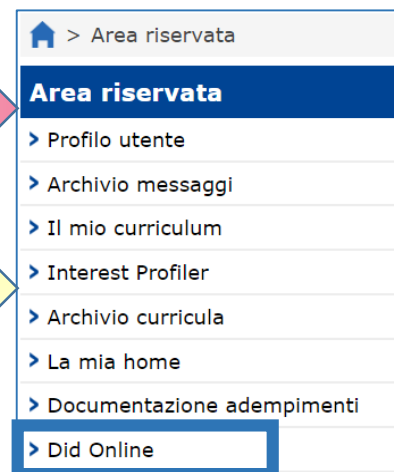 > Area riservata
Area riservata
> Profilo utente
> Archivio messaggi
> Il mio curriculum
> Interest Profiler
> Archivio curricula
> La mia home
> Documentazione adempimenti
> Did Online